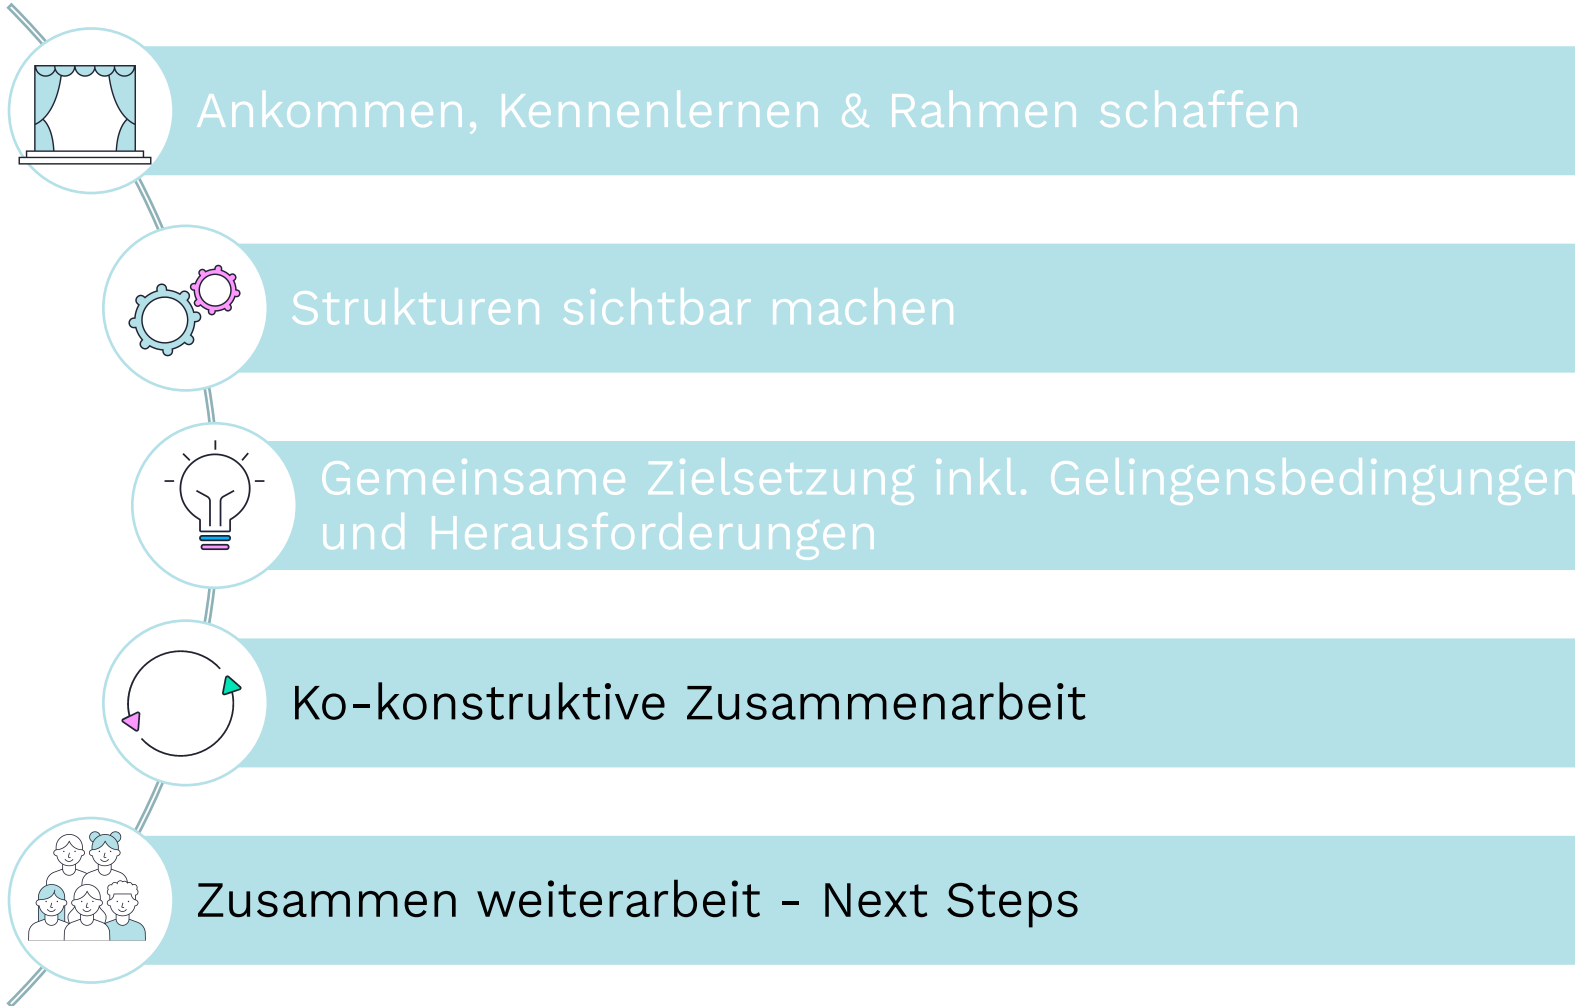 Ankommen, Kennenlernen & Rahmen schaffen
Strukturen sichtbar machen
Gemeinsame Zielsetzung inkl. Gelingensbedingungen
und Herausforderungen
Ko-konstruktive Zusammenarbeit
Zusammen weiterarbeit - Next Steps